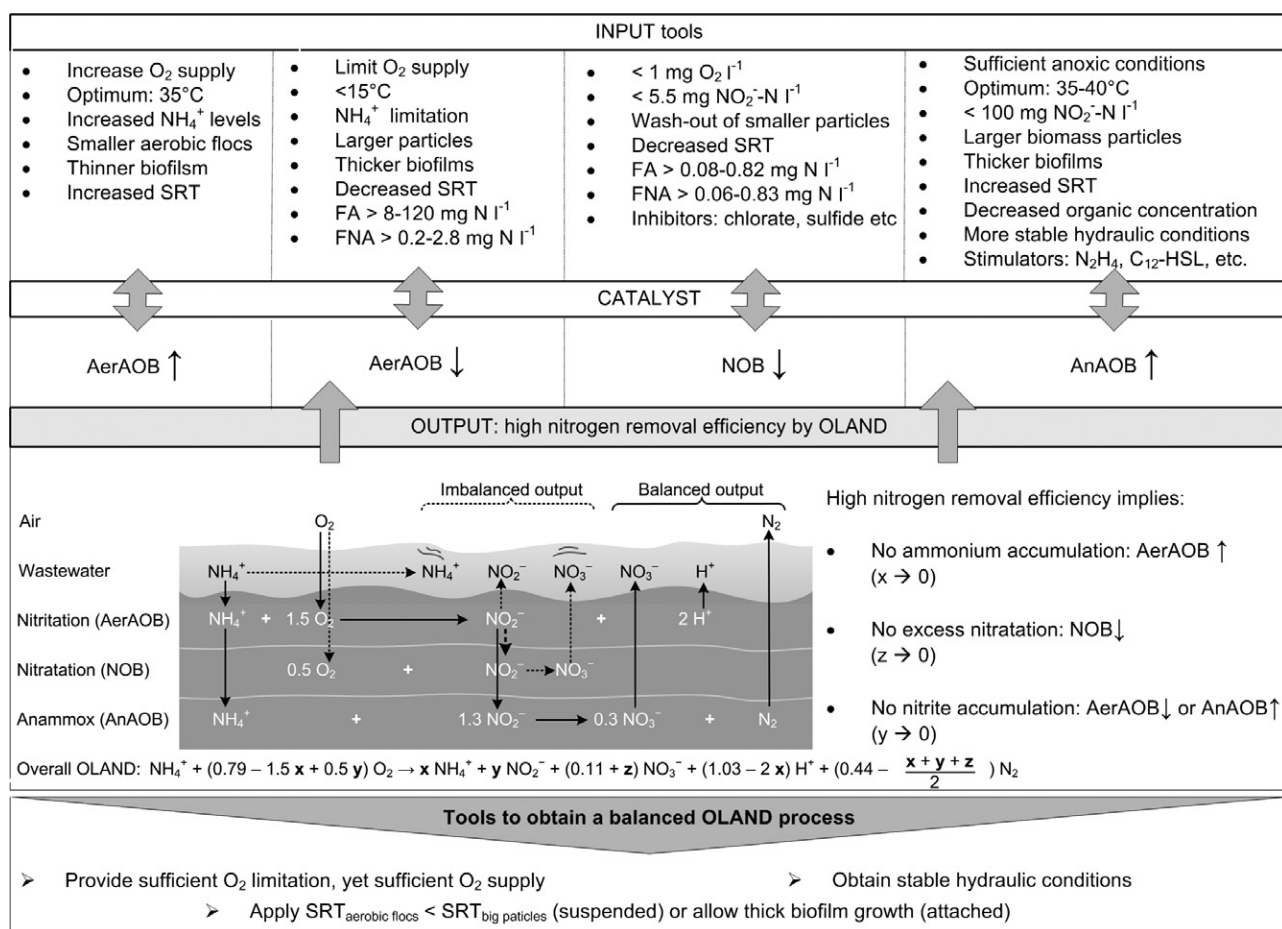 INPUT tools
• Increase O₂ supply
• Optimum: 35°C
• Increased NH₄⁺ levels
• Smaller aerobic flocs
• Thinner biofilsm
• Increased SRT
• Limit O₂ supply
• <15°C
• NH₄⁺ limitation
• Larger particles
• Thicker biofilms
• Decreased SRT
• FA > 8-120 mg N l⁻¹
• FNA > 0.2-2.8 mg N l⁻¹
• < 1 mg O₂ l⁻¹
• < 5.5 mg NO₂⁻-N l⁻¹
• Wash-out of smaller particles
• Decreased SRT
• FA > 0.08-0.82 mg N l⁻¹
• FNA > 0.06-0.83 mg N l⁻¹
• Inhibitors: chlorate, sulfide etc
• Sufficient anoxic conditions
• Optimum: 35-40°C
• < 100 mg NO₂⁻-N l⁻¹
• Larger biomass particles
• Thicker biofilms
• Increased SRT
• Decreased organic concentration
• More stable hydraulic conditions
• Stimulators: N₂H₄, C₁₂-HSL, etc.
CATALYST
AerAOB ↑
AerAOB ↓
NOB ↓
AnAOB ↑
OUTPUT: high nitrogen removal efficiency by OLAND
Imbalanced output Balanced output
Air O₂ N₂
Wastewater NH₄⁺ NH₄⁺ NO₂⁻ NO₃⁻ NO₃⁻ H⁺
Nitritation (AerAOB) NH₄⁺ + 1.5 O₂ NO₂⁻ + 2 H⁺
Nitratation (NOB) 0.5 O₂ + NO₂⁻ NO₃⁻
Anammox (AnAOB) NH₄⁺ + 1.3 NO₂⁻ 0.3 NO₃⁻ + N₂
High nitrogen removal efficiency implies:
• No ammonium accumulation: AerAOB ↑
(x → 0)
• No excess nitratation: NOB↓
(z → 0)
• No nitrite accumulation: AerAOB↓ or AnAOB↑
(y → 0)
Overall OLAND: NH₄⁺ + (0.79 – 1.5 x + 0.5 y) O₂ → x NH₄⁺ + y NO₂⁻ + (0.11 + z) NO₃⁻ + (1.03 – 2 x) H⁺ + (0.44 – (x + y + z)/2) N₂
Tools to obtain a balanced OLAND process
➢ Provide sufficient O₂ limitation, yet sufficient O₂ supply ➢ Obtain stable hydraulic conditions
➢ Apply SRT aerobic flocs < SRT big paticles (suspended) or allow thick biofilm growth (attached)